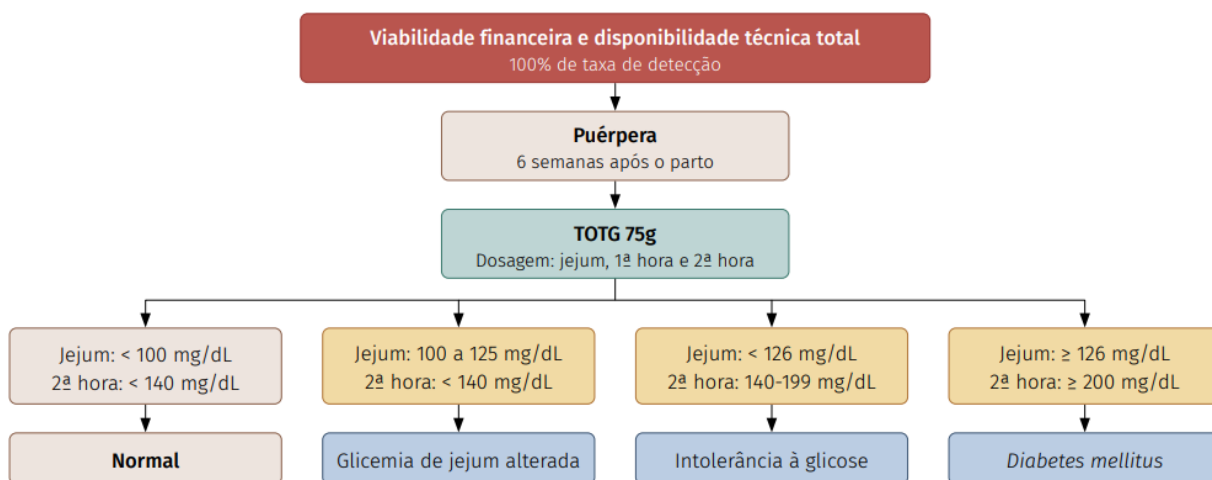 Viabilidade financeira e disponibilidade técnica total
100% de taxa de detecção
Puérpera
6 semanas após o parto
TOTG 75g
Dosagem: jejum, 1ª hora e 2ª hora
Jejum: < 100 mg/dL
2ª hora: < 140 mg/dL
Jejum: 100 a 125 mg/dL
2ª hora: < 140 mg/dL
Jejum: < 126 mg/dL
2ª hora: 140-199 mg/dL
Jejum: ≥ 126 mg/dL
2ª hora: ≥ 200 mg/dL
Normal
Glicemia de jejum alterada
Intolerância à glicose
Diabetes mellitus